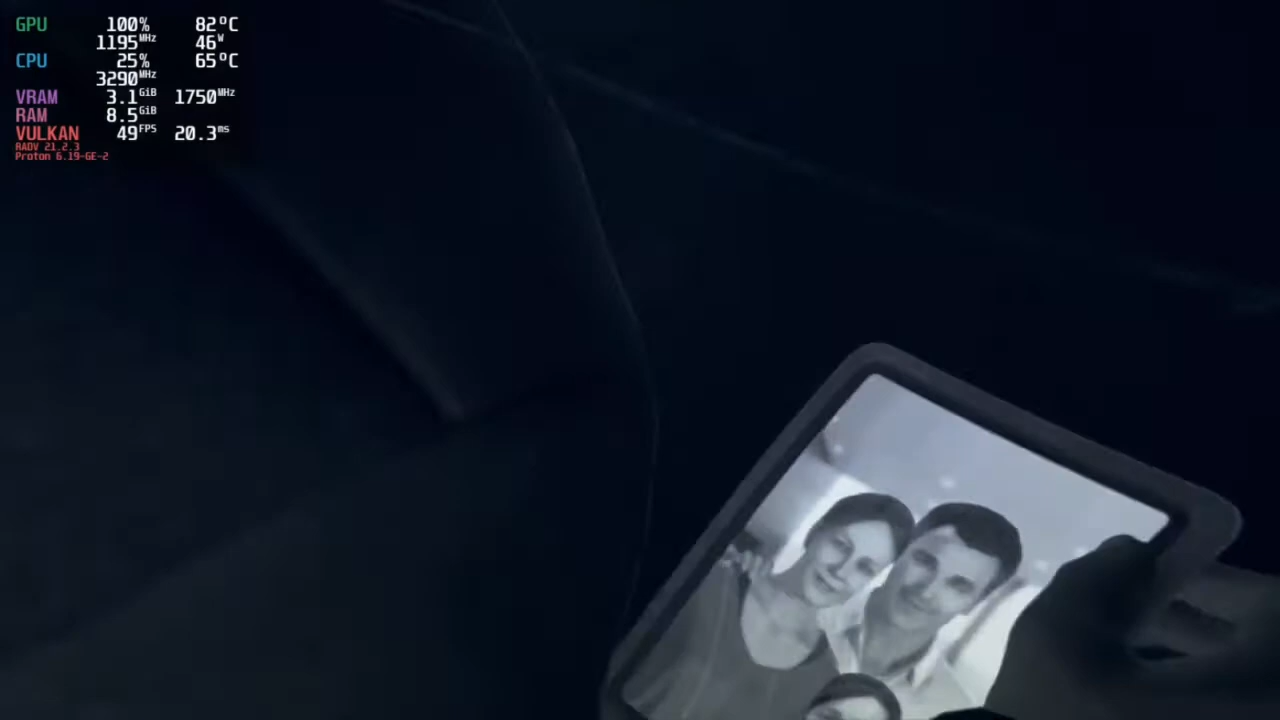 GPU 100% 82°C
1195MHz 46W
CPU 25% 65°C
3290MHz
VRAM 3.1GiB 1750MHz
RAM 8.5GiB
VULKAN 49FPS 20.3ms
RADV 21.2.3
Proton 6.19-GE-2